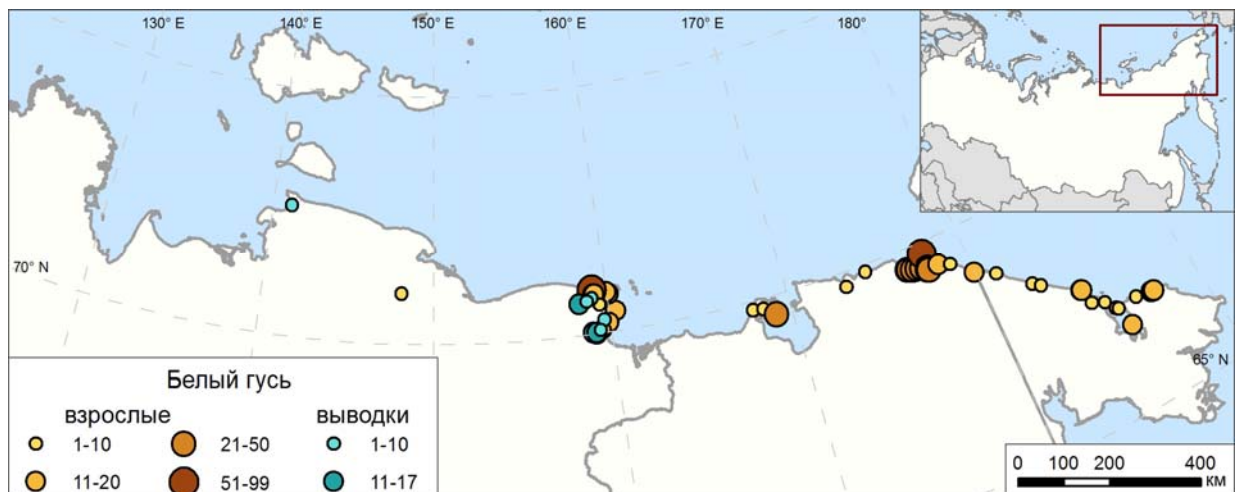 130° E 140° E 150° E 160° E 170° E 180°
70° N
65° N
Белый гусь
взрослые выводки
1-10 21-50 1-10
11-20 51-99 11-17
0 100 200 400
КМ